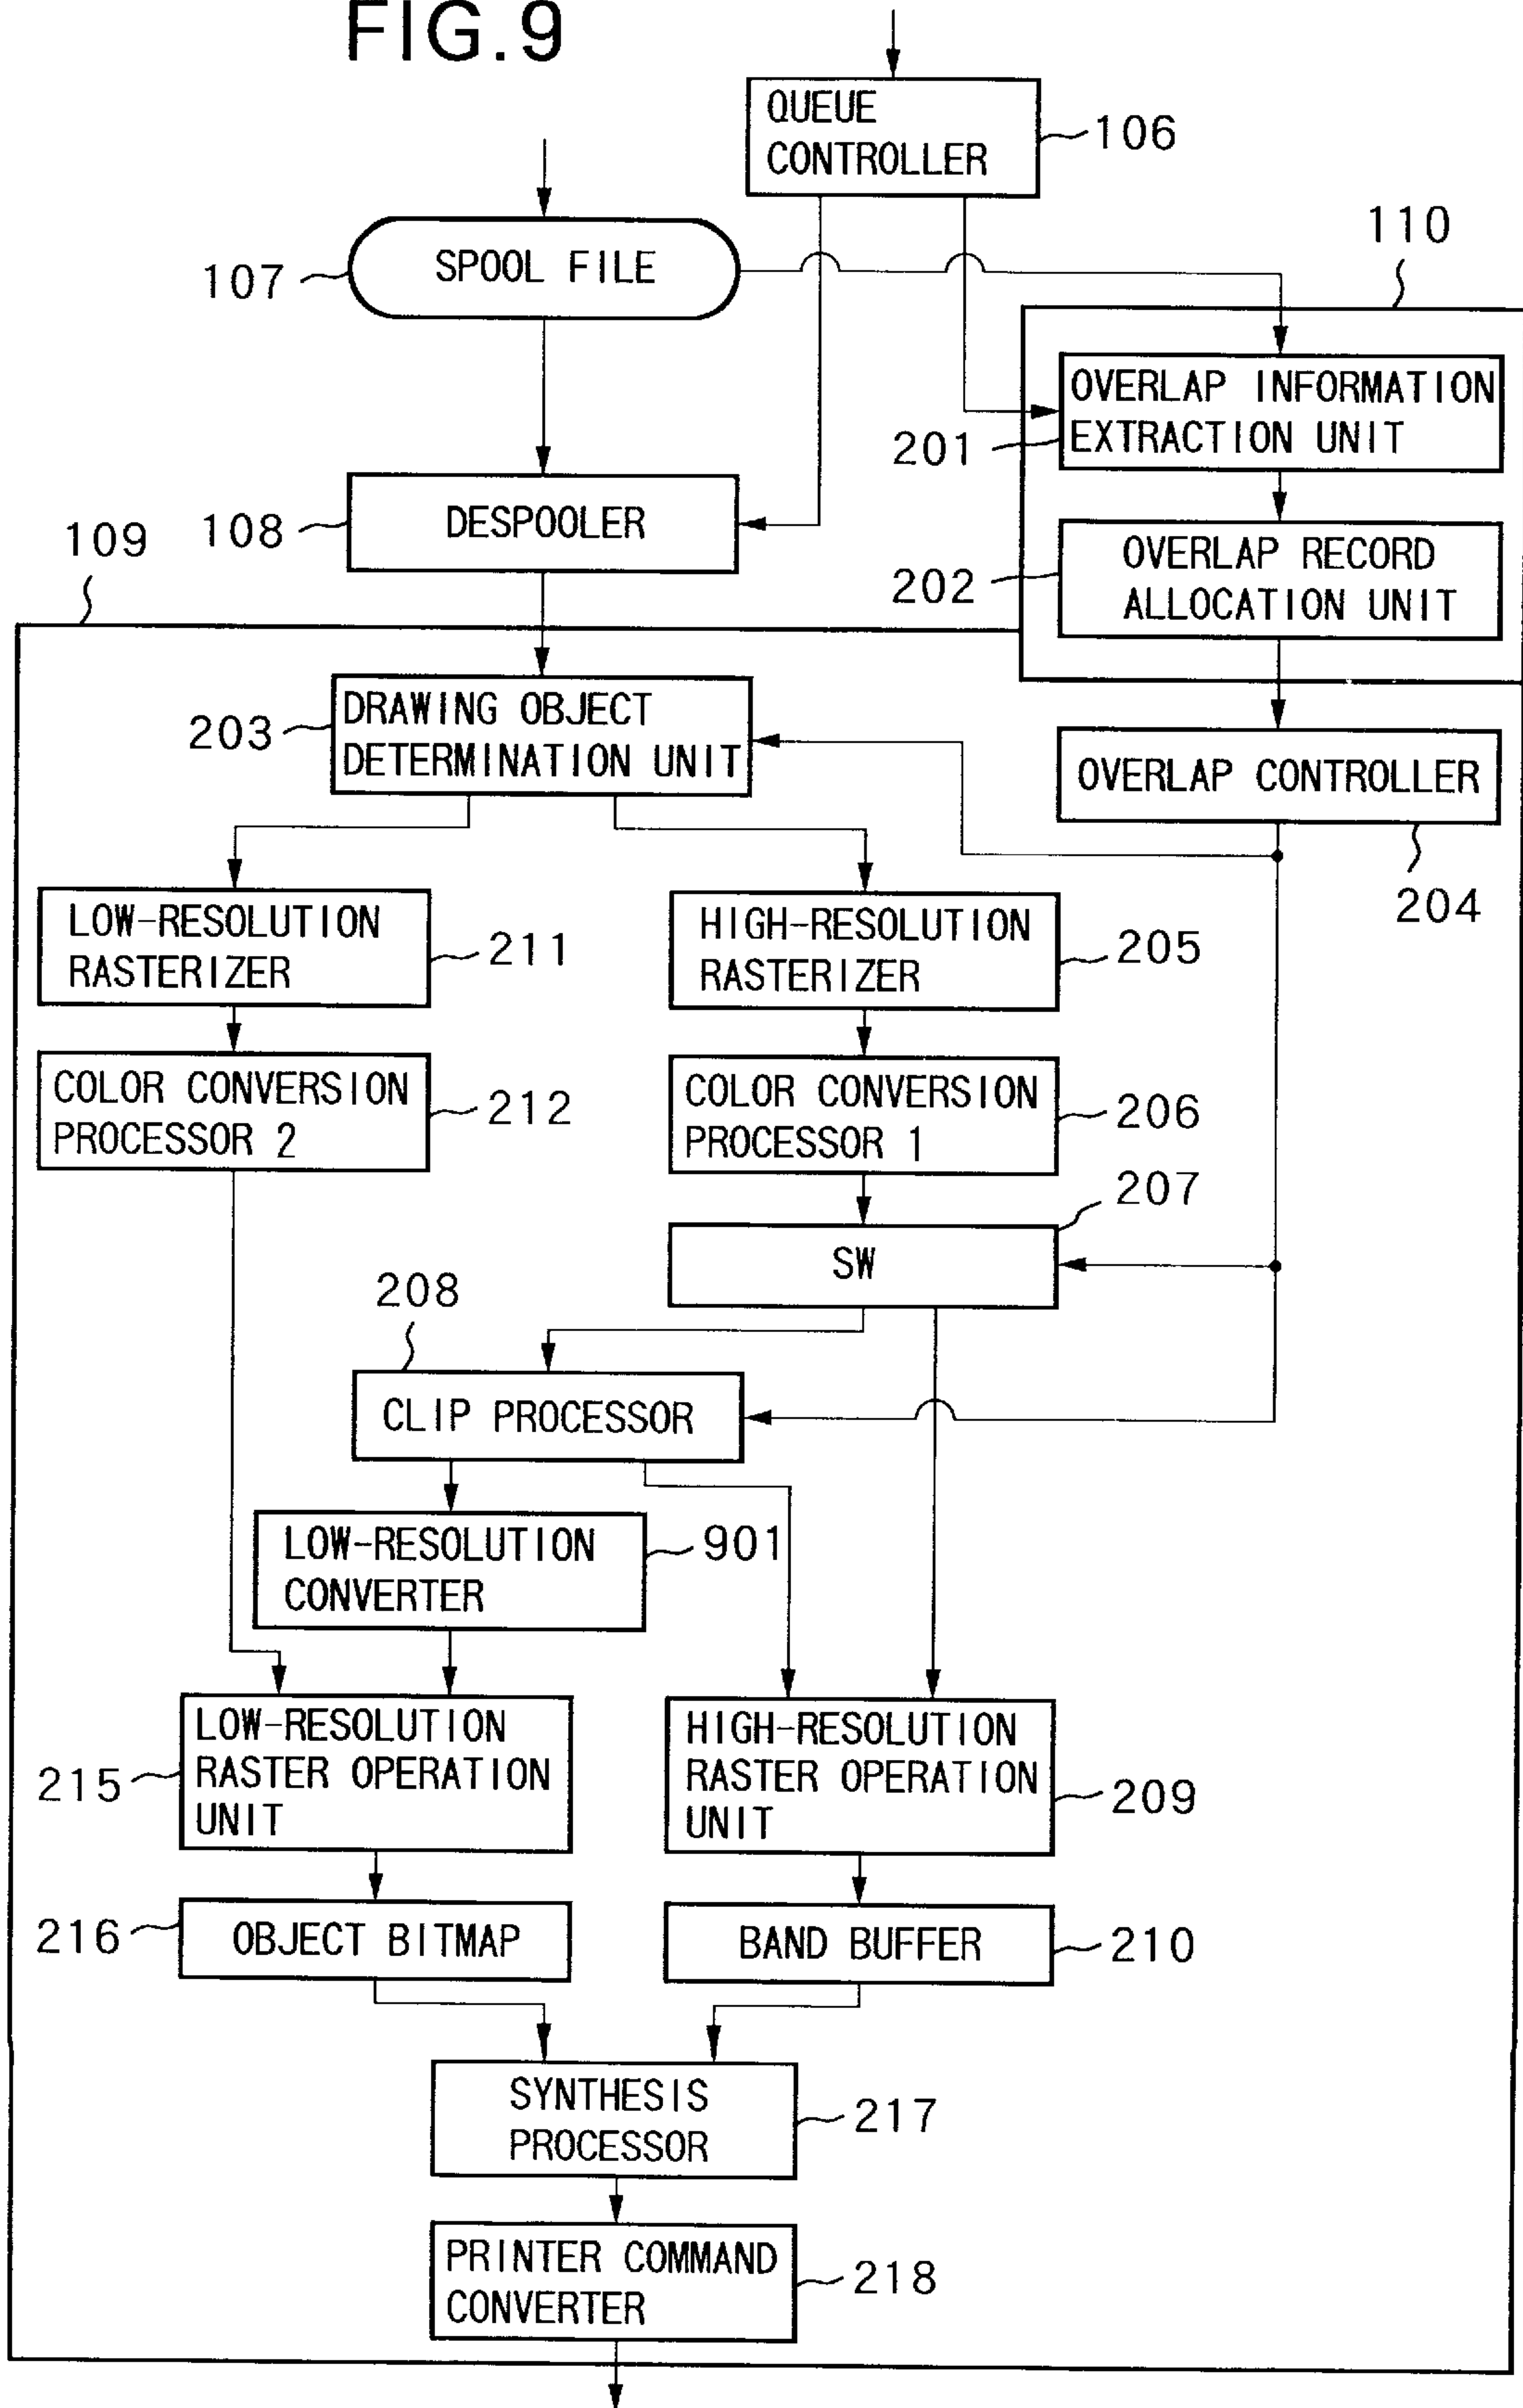 FIG.9
QUEUE
CONTROLLER
106
107
SPOOL FILE
110
OVERLAP INFORMATION
EXTRACTION UNIT
201
108
DESPOOLER
109
OVERLAP RECORD
ALLOCATION UNIT
202
203
DRAWING OBJECT
DETERMINATION UNIT
OVERLAP CONTROLLER
204
LOW-RESOLUTION
RASTERIZER
211
HIGH-RESOLUTION
RASTERIZER
205
COLOR CONVERSION
PROCESSOR 2
212
COLOR CONVERSION
PROCESSOR 1
206
207
SW
208
CLIP PROCESSOR
LOW-RESOLUTION
CONVERTER
901
LOW-RESOLUTION
RASTER OPERATION
UNIT
215
HIGH-RESOLUTION
RASTER OPERATION
UNIT
209
216
OBJECT BITMAP
BAND BUFFER
210
SYNTHESIS
PROCESSOR
217
PRINTER COMMAND
CONVERTER
218